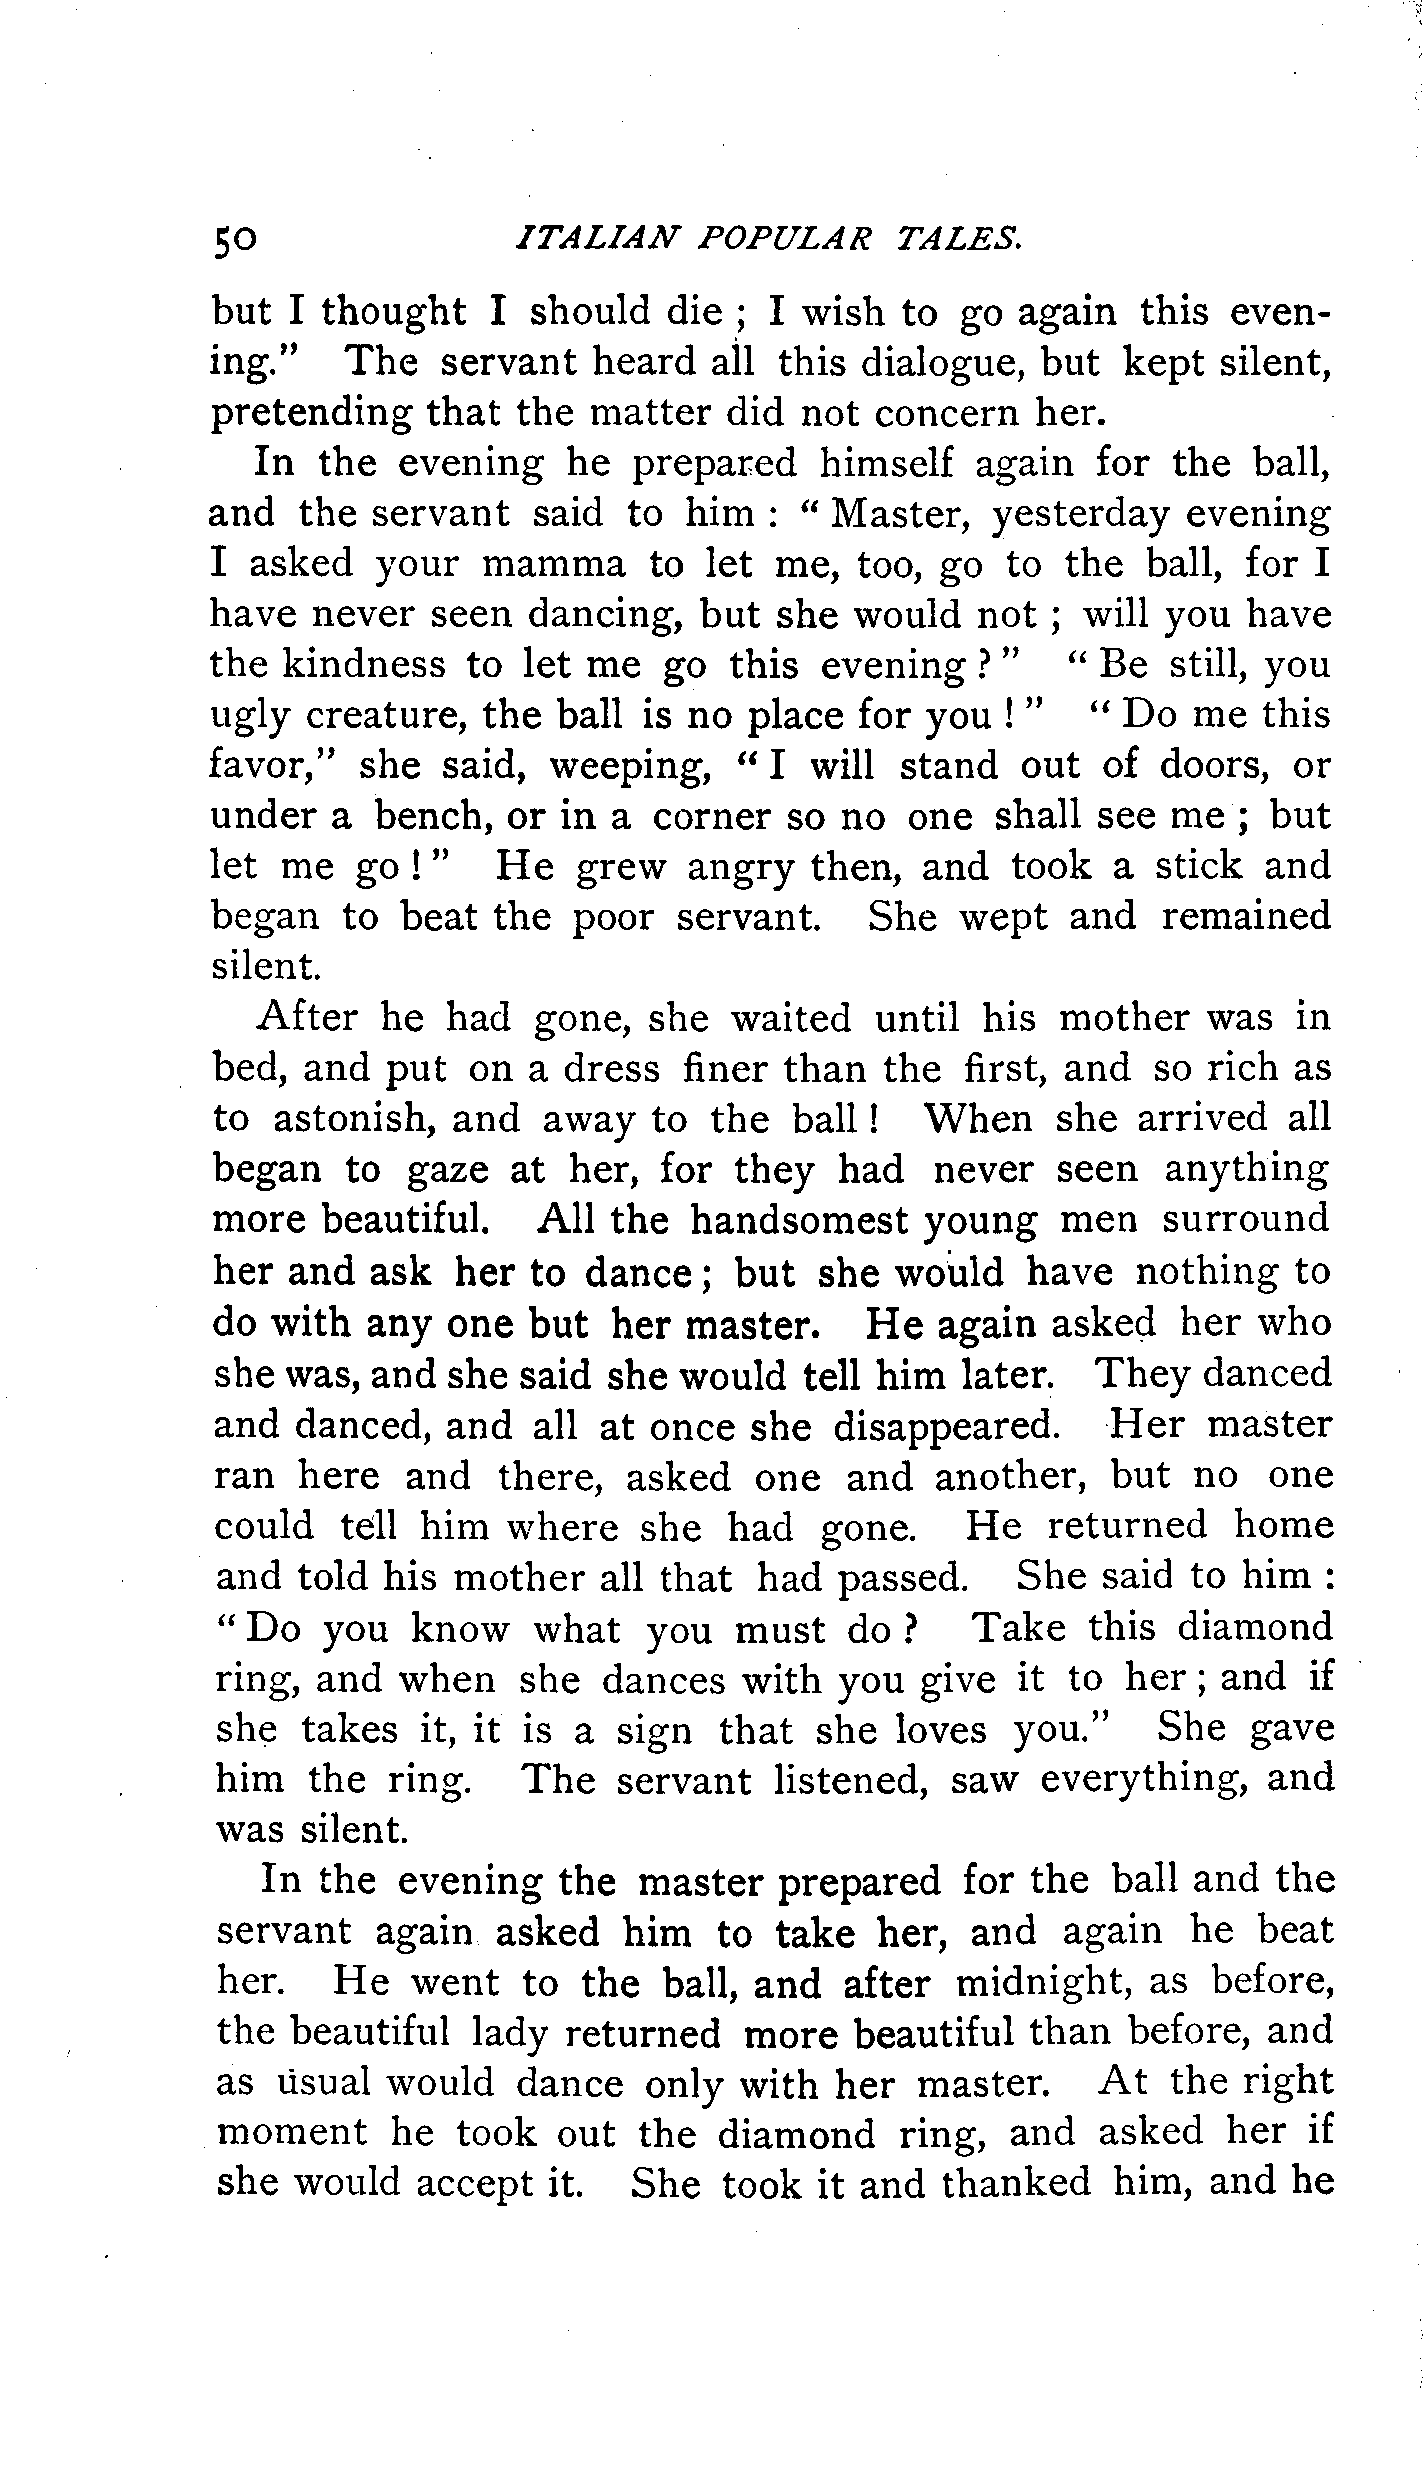 50 ITALIAN POPULAR TALES.
but I thought I should die ; I wish to go again this even-
ing." The servant heard all this dialogue, but kept silent,
pretending that the matter did not concern her.
In the evening he prepared himself again for the ball,
and the servant said to him : " Master, yesterday evening
I asked your mamma to let me, too, go to the ball, for I
have never seen dancing, but she would not ; will you have
the kindness to let me go this evening ? " " Be still, you
ugly creature, the ball is no place for you ! " " Do me this
favor," she said, weeping, " I will stand out of doors, or
under a bench, or in a corner so no one shall see me ; but
let me go ! " He grew angry then, and took a stick and
began to beat the poor servant. She wept and remained
silent.
After he had gone, she waited until his mother was in
bed, and put on a dress finer than the first, and so rich as
to astonish, and away to the ball ! When she arrived all
began to gaze at her, for they had never seen anything
more beautiful. All the handsomest young men surround
her and ask her to dance ; but she would have nothing to
do with any one but her master. He again asked her who
she was, and she said she would tell him later. They danced
and danced, and all at once she disappeared. Her master
ran here and there, asked one and another, but no one
could tell him where she had gone. He returned home
and told his mother all that had passed. She said to him :
" Do you know what you must do ? Take this diamond
ring, and when she dances with you give it to her ; and if
she takes it, it is a sign that she loves you." She gave
him the ring. The servant listened, saw everything, and
was silent.
In the evening the master prepared for the ball and the
servant again asked him to take her, and again he beat
her. He went to the ball, and after midnight, as before,
the beautiful lady returned more beautiful than before, and
as usual would dance only with her master. At the right
moment he took out the diamond ring, and asked her if
she would accept it. She took it and thanked him, and he